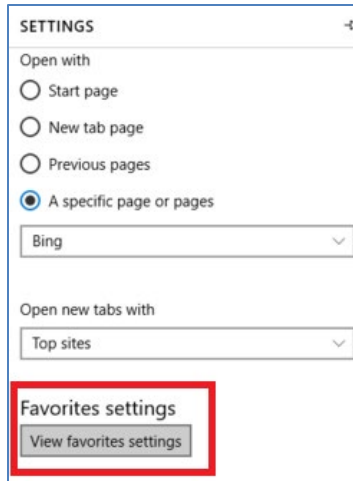 SETTINGS
Open with
Start page
New tab page
Previous pages
A specific page or pages
Bing
Open new tabs with
Top sites
Favorites settings
View favorites settings